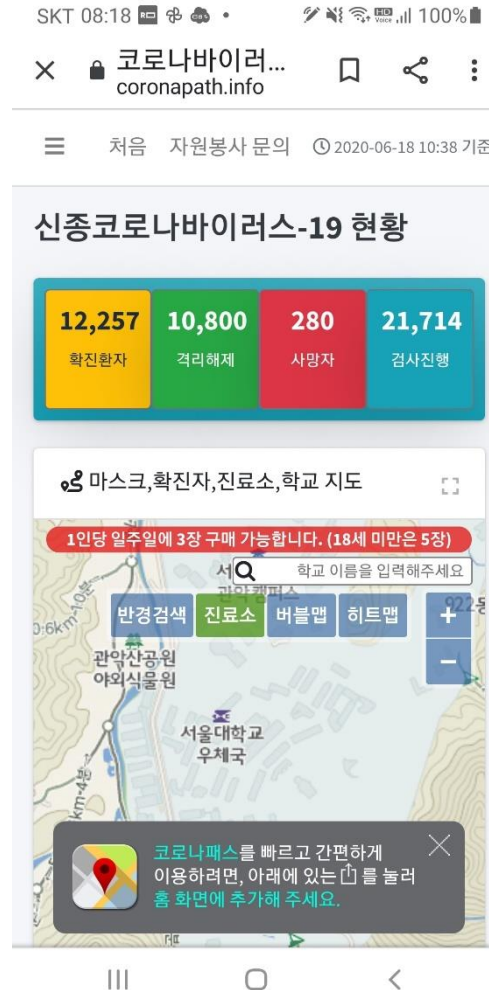 SKT 08:18
100%
코로나바이러...
coronapath.info
처음 자원봉사 문의 2020-06-18 10:38 기준
신종코로나바이러스-19 현황
12,257 10,800 280 21,714
확진환자 격리해제 사망자 검사진행
마스크,확진자,진료소,학교 지도
1인당 일주일에 3장 구매 가능합니다. (18세 미만은 5장)
학교 이름을 입력해주세요
관악캠퍼스
반경검색 진료소 버블맵 히트맵 +
−
관악산공원
야외식물원
서울대학교
우체국
코로나패스를 빠르고 간편하게
이용하려면, 아래에 있는 를 눌러
홈 화면에 추가해 주세요.